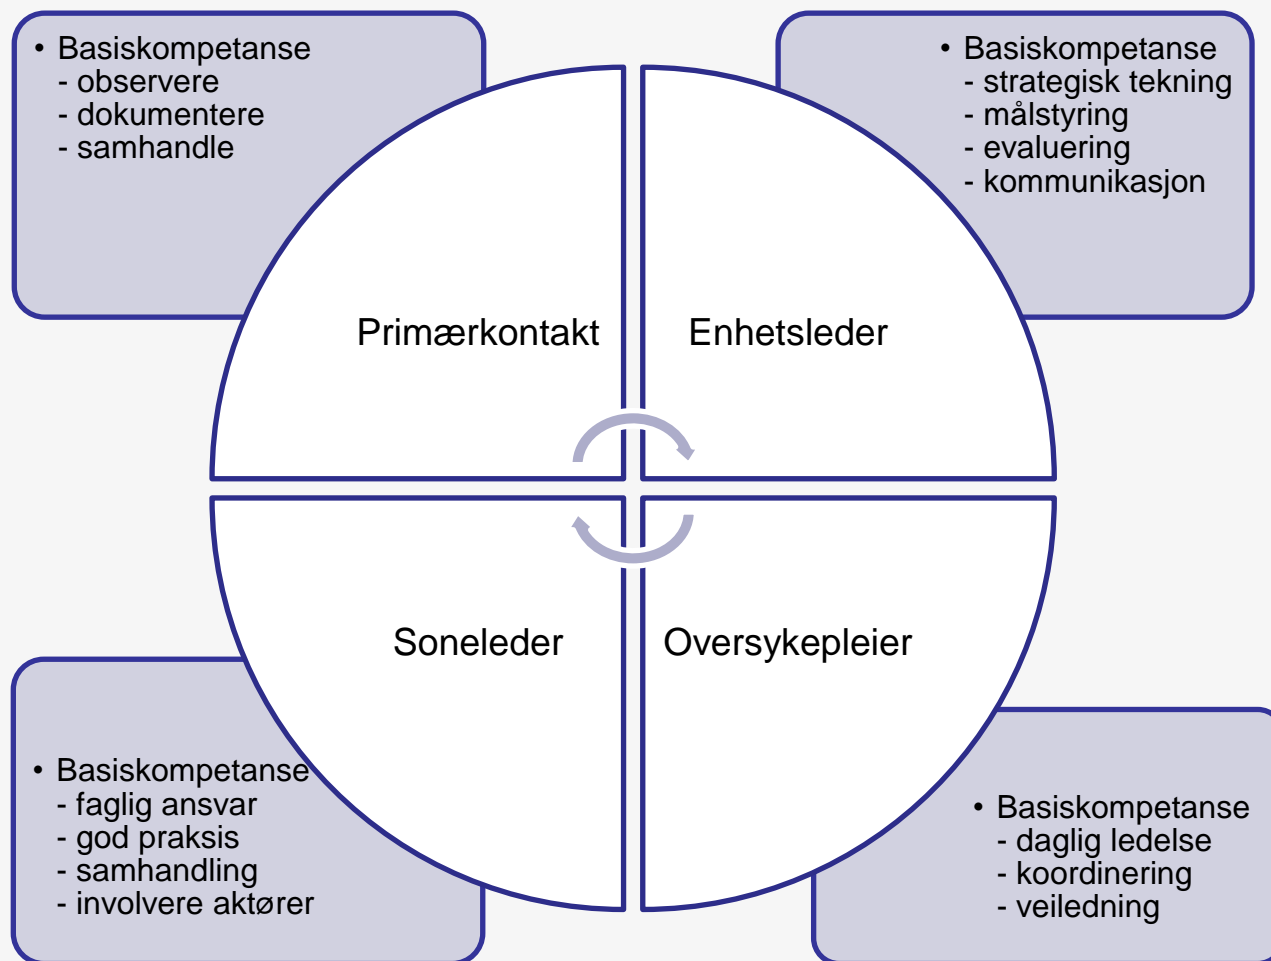 • Basiskompetanse
- observere
- dokumentere
- samhandle
• Basiskompetanse
- strategisk tekning
- målstyring
- evaluering
- kommunikasjon
Primærkontakt
Enhetsleder
Soneleder
Oversykepleier
• Basiskompetanse
- faglig ansvar
- god praksis
- samhandling
- involvere aktører
• Basiskompetanse
- daglig ledelse
- koordinering
- veiledning